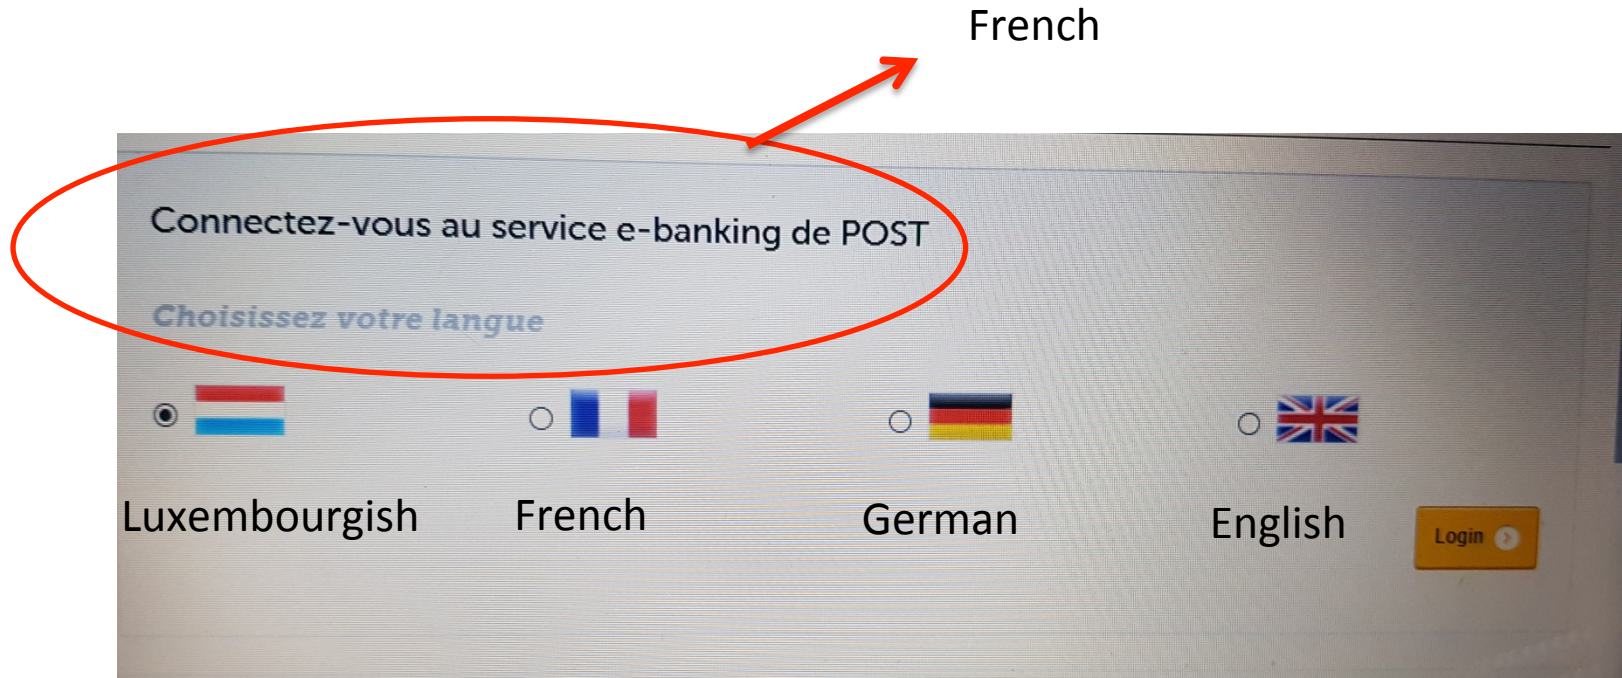 French
Connectez-vous au service e-banking de POST
Choisissez votre langue
Luxembourgish French German English
Login